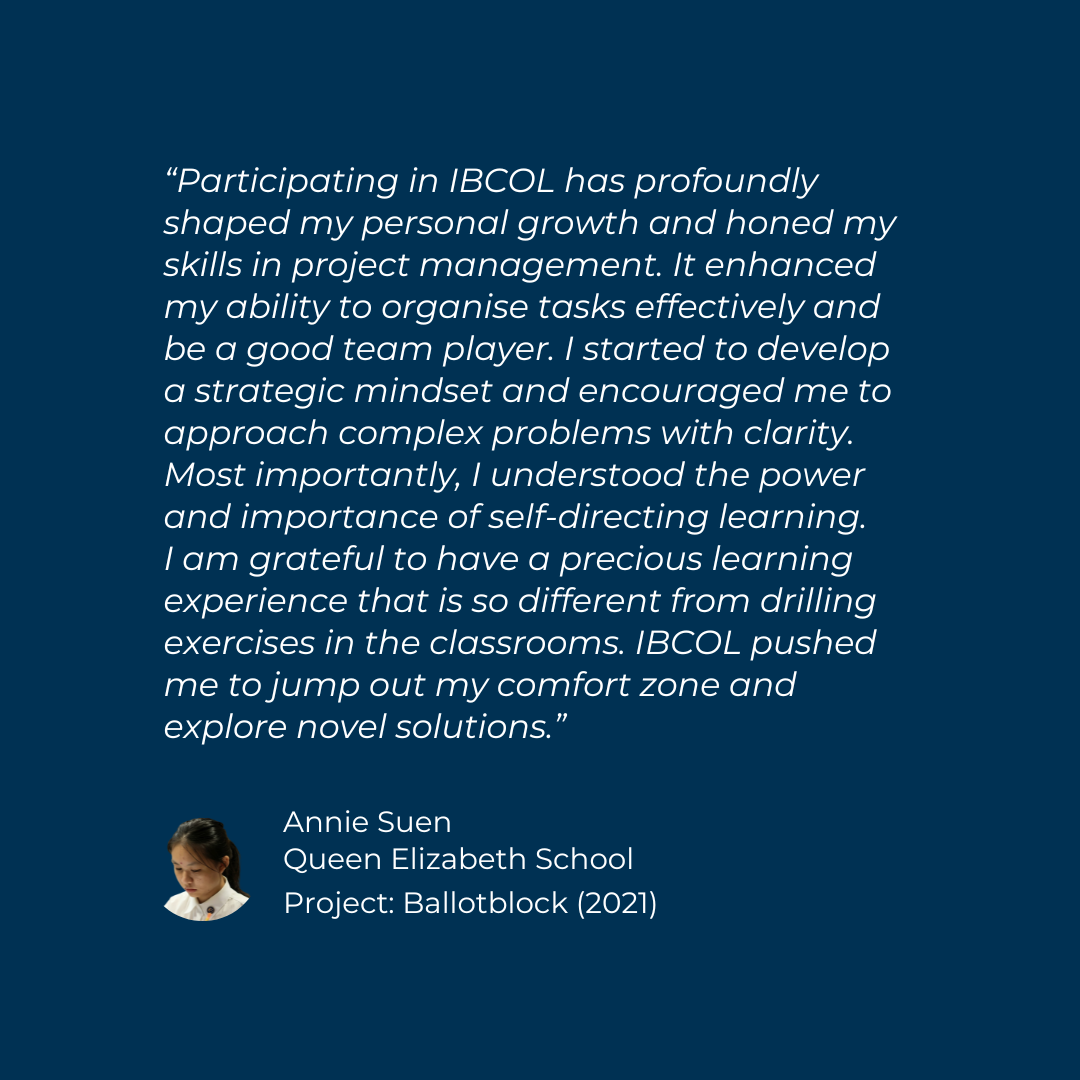 “Participating in IBCOL has profoundly
shaped my personal growth and honed my
skills in project management. It enhanced
my ability to organise tasks effectively and
be a good team player. I started to develop
a strategic mindset and encouraged me to
approach complex problems with clarity.
Most importantly, I understood the power
and importance of self-directing learning.
I am grateful to have a precious learning
experience that is so different from drilling
exercises in the classrooms. IBCOL pushed
me to jump out my comfort zone and
explore novel solutions.”
Annie Suen
Queen Elizabeth School
Project: Ballotblock (2021)